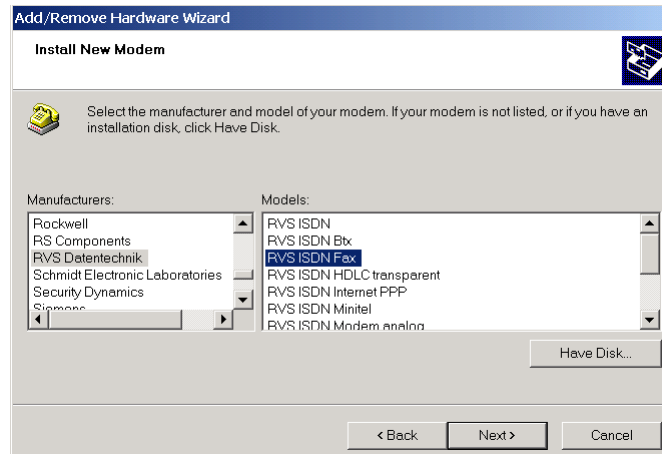 Add/Remove Hardware Wizard
Install New Modem
Select the manufacturer and model of your modem. If your modem is not listed, or if you have an
installation disk, click Have Disk.
Manufacturers:
Rockwell
RS Components
RVS Datentechnik
Schmidt Electronic Laboratories
Security Dynamics
Siemens
Models:
RVS ISDN
RVS ISDN Btx
RVS ISDN Fax
RVS ISDN HDLC transparent
RVS ISDN Internet PPP
RVS ISDN Minitel
RVS ISDN Modem analog
Have Disk...
< Back
Next >
Cancel